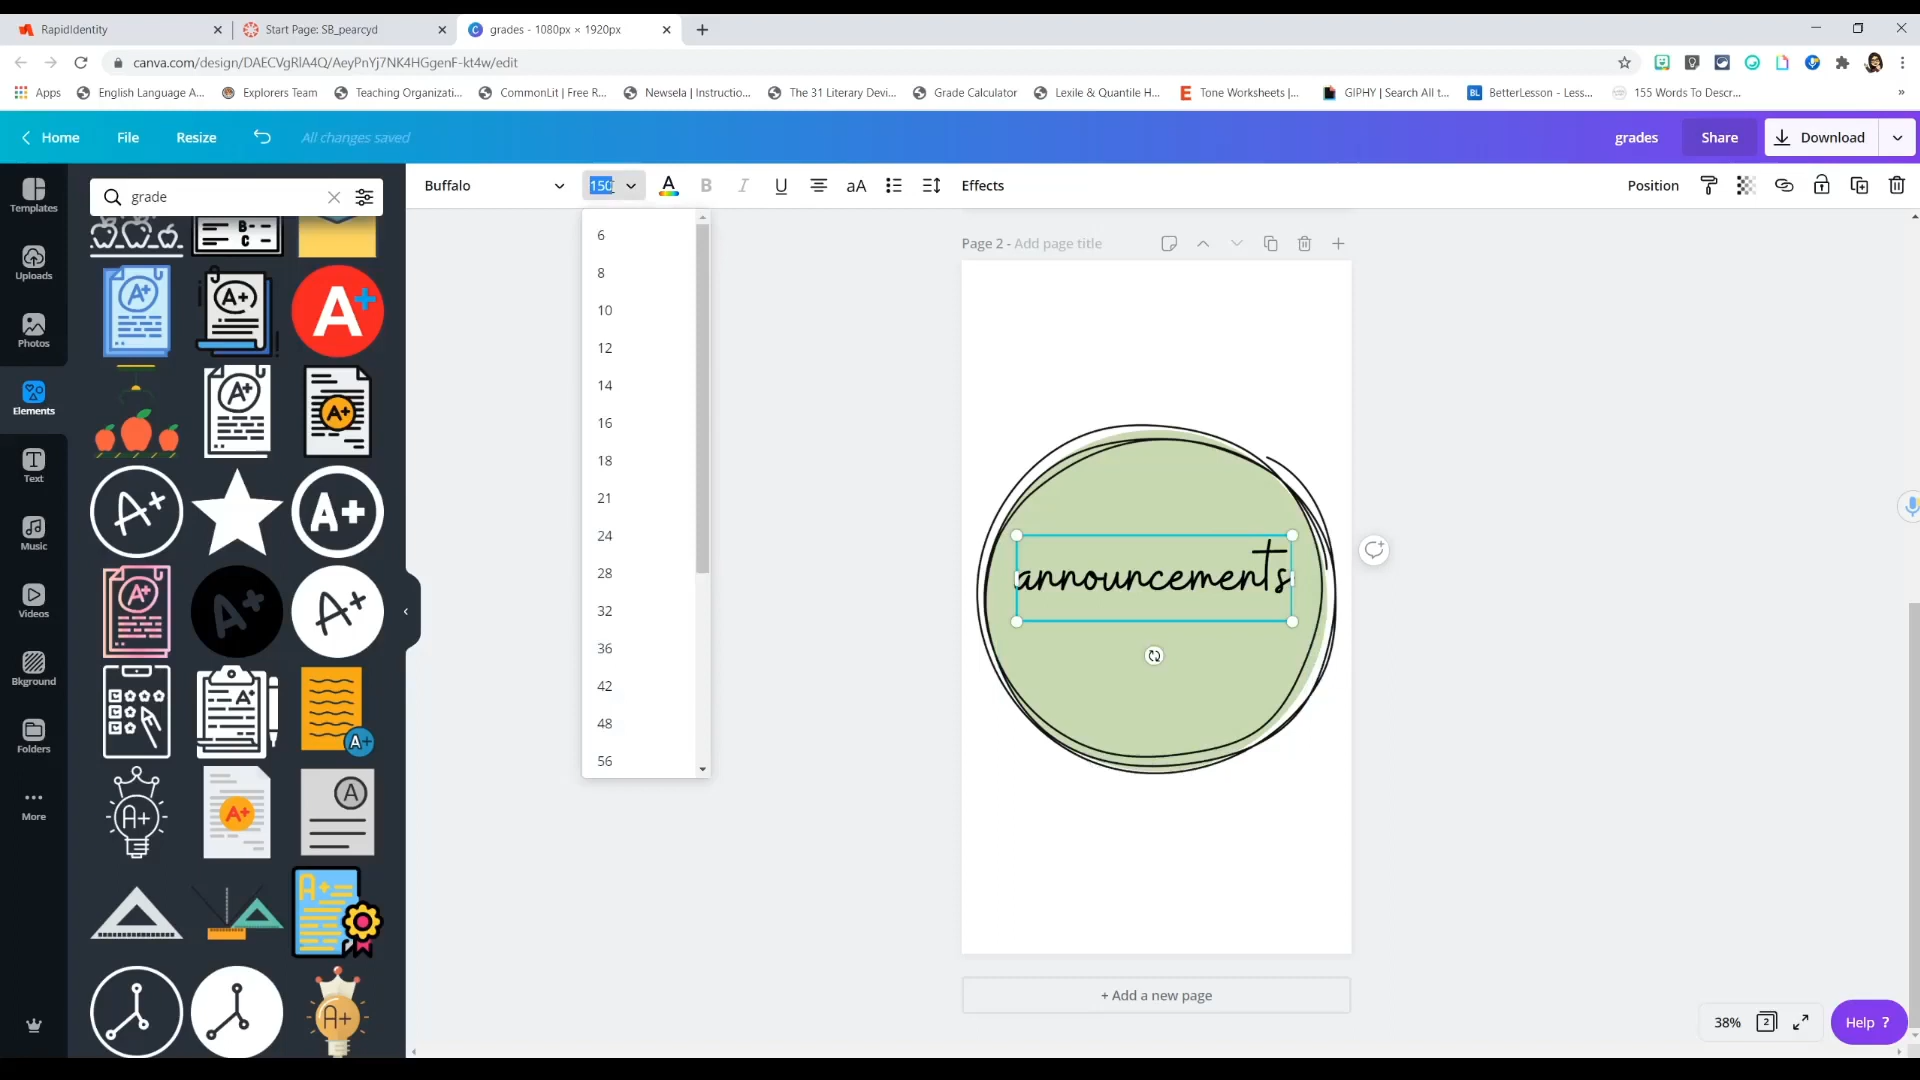 RapidIdentity
Start Page: SB_pearcyd
grades - 1080px × 1920px
canva.com/design/DAECVgRlA4Q/AeyPnYj7NK4HGgenF-kt4w/edit
Apps
English Language A...
Explorers Team
Teaching Organizati...
CommonLit | Free R...
Newsela | Instructio...
The 31 Literary Devi...
Grade Calculator
Lexile & Quantile H...
Tone Worksheets |...
GIPHY | Search All t...
BetterLesson - Less...
155 Words To Descr...
Home
File
Resize
All changes saved
grades
Share
Download
Templates
Uploads
Photos
Elements
Text
Music
Videos
Bkground
Folders
More
grade
Buffalo
150
A
B
I
U
aA
Effects
Position
6
8
10
12
14
16
18
21
24
28
32
36
42
48
56
Page 2 - Add page title
announcements
+ Add a new page
38%
2
Help ?
B-
C
A+
A+
A+
A+
A+
A+
A+
A+
A+
A+
A+
A+
A+
A+
A
A+
A+